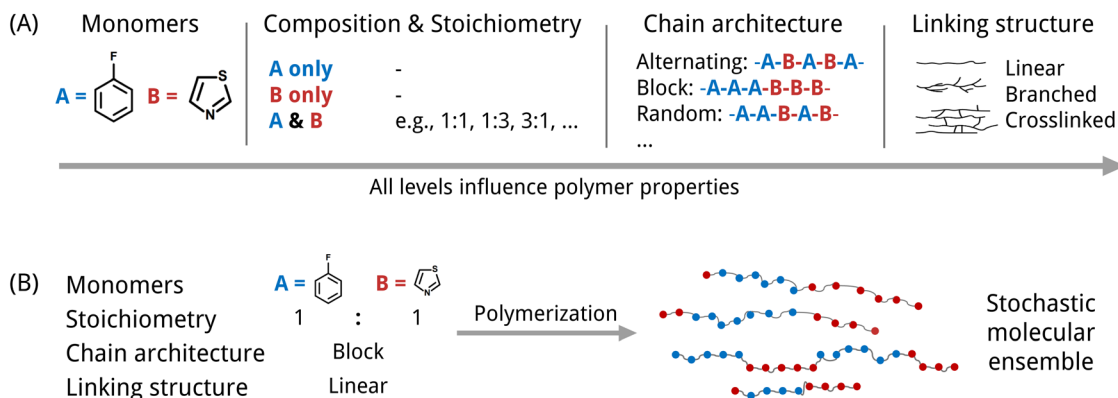 (A)
Monomers
Composition & Stoichiometry
Chain architecture
Linking structure
A =
F
B =
S
N
A only -
B only -
A & B e.g., 1:1, 1:3, 3:1, ...
Alternating: -A-B-A-B-A-
Block: -A-A-A-B-B-B-
Random: -A-A-B-A-B-
...
Linear
Branched
Crosslinked
All levels influence polymer properties
(B)
Monomers
A =
F
B =
S
N
Stoichiometry 1 : 1
Chain architecture Block
Linking structure Linear
Polymerization
Stochastic
molecular
ensemble